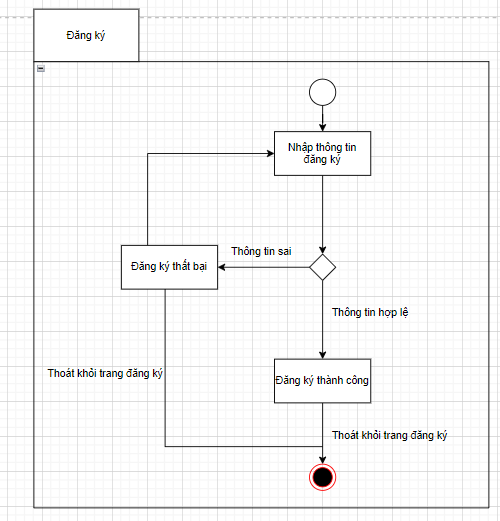 Đăng ký
Nhập thông tin
đăng ký
Thông tin sai
Đăng ký thất bại
Thông tin hợp lệ
Thoát khỏi trang đăng ký
Đăng ký thành công
Thoát khỏi trang đăng ký